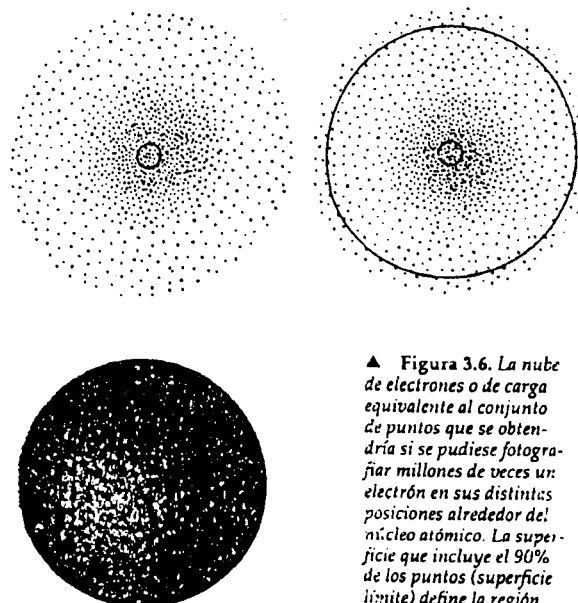 ▲ Figura 3.6. La nube
de electrones o de carga
equivalente al conjunto
de puntos que se obten-
dría si se pudiese fotogra-
fiar millones de veces un
electrón en sus distintas
posiciones alrededor del
núcleo atómico. La super-
ficie que incluye el 90%
de los puntos (superficie
límite) define la región